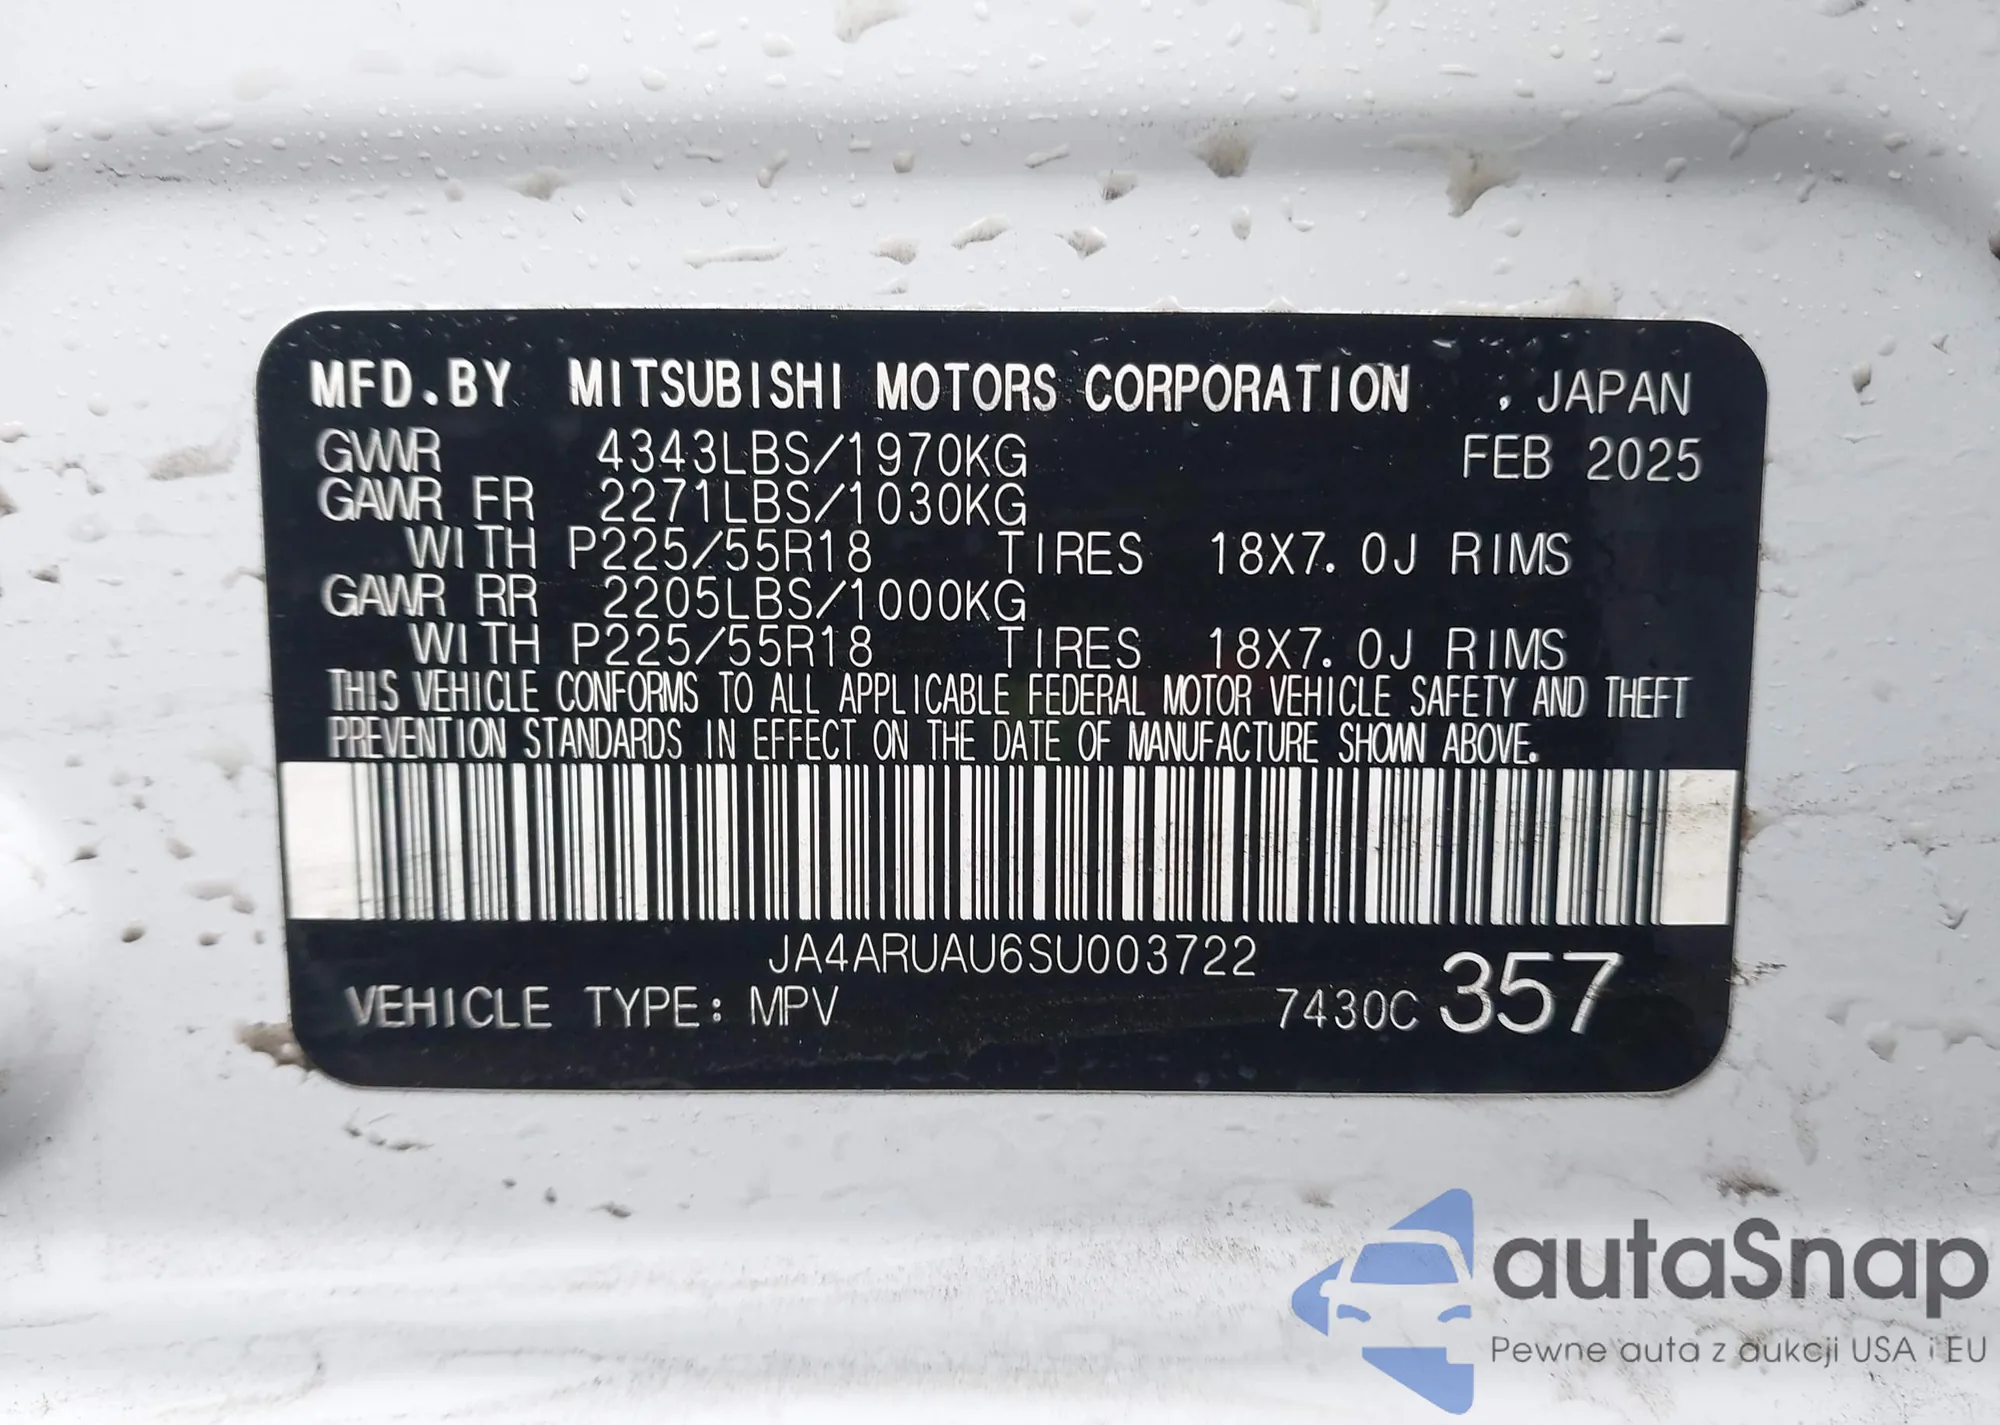 MFD.BY MITSUBISHI MOTORS CORPORATION , JAPAN
GVWR 4343LBS/1970KG FEB 2025
GAWR FR 2271LBS/1030KG
WITH P225/55R18 TIRES 18X7.0J RIMS
GAWR RR 2205LBS/1000KG
WITH P225/55R18 TIRES 18X7.0J RIMS
THIS VEHICLE CONFORMS TO ALL APPLICABLE FEDERAL MOTOR VEHICLE SAFETY AND THEFT
PREVENTION STANDARDS IN EFFECT ON THE DATE OF MANUFACTURE SHOWN ABOVE.
JA4ARUAU6SU003722
VEHICLE TYPE: MPV 7430C 357
autaSnap
Pewne auta z aukcji USA i EU